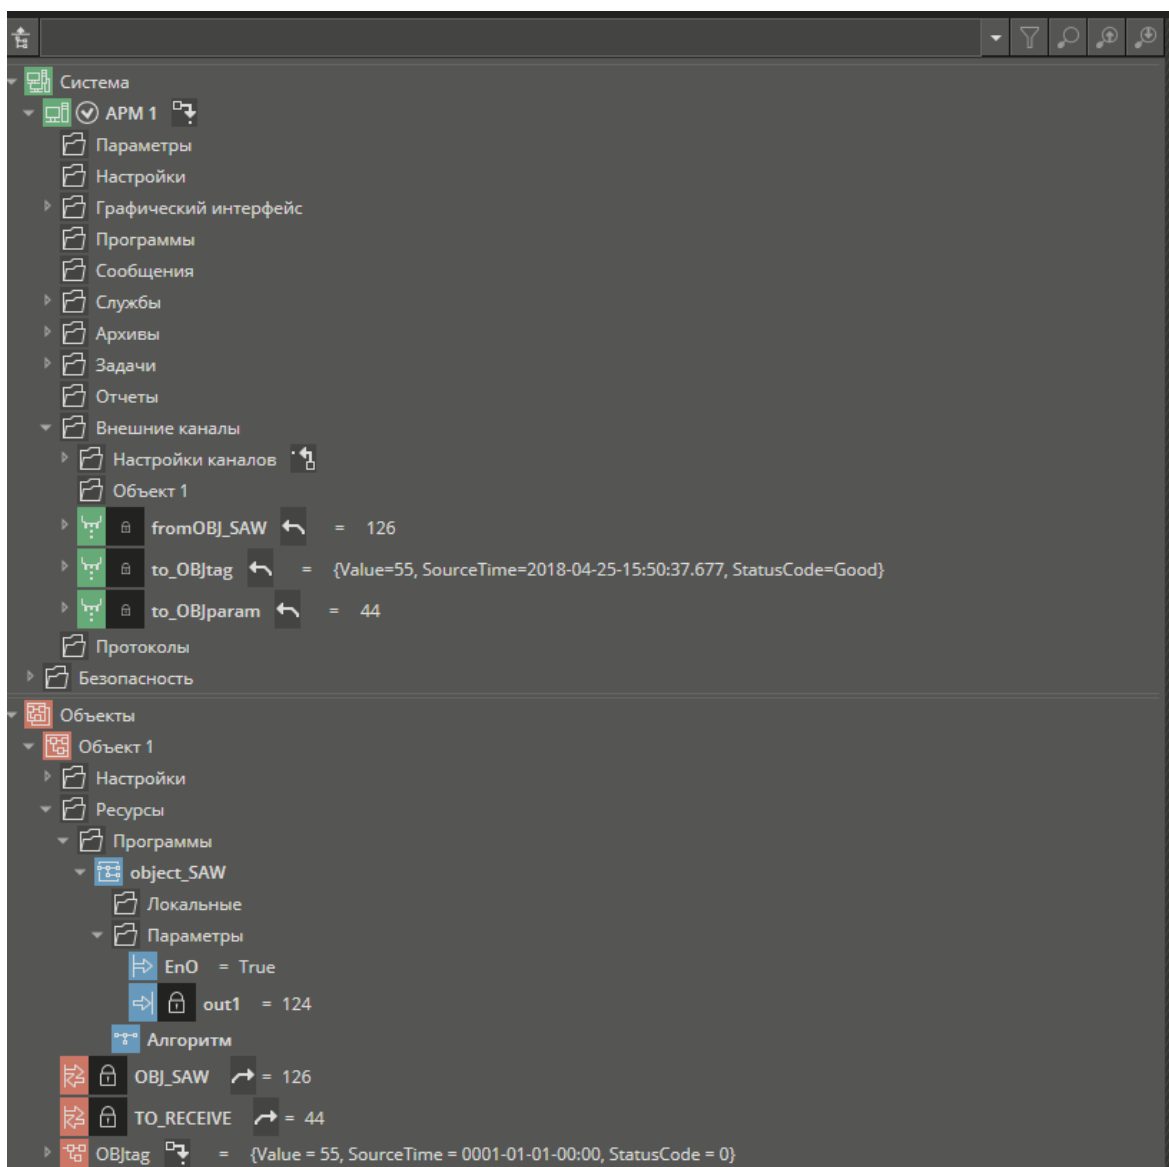 Система
АРМ 1
Параметры
Настройки
Графический интерфейс
Программы
Сообщения
Службы
Архивы
Задачи
Отчеты
Внешние каналы
Настройки каналов
Объект 1
fromOBJ_SAW = 126
to_OBJtag = {Value=55, SourceTime=2018-04-25-15:50:37.677, StatusCode=Good}
to_OBJparam = 44
Протоколы
Безопасность
Объекты
Объект 1
Настройки
Ресурсы
Программы
object_SAW
Локальные
Параметры
EnO = True
out1 = 124
Алгоритм
OBJ_SAW = 126
TO_RECEIVE = 44
OBJtag = {Value = 55, SourceTime = 0001-01-01-00:00, StatusCode = 0}